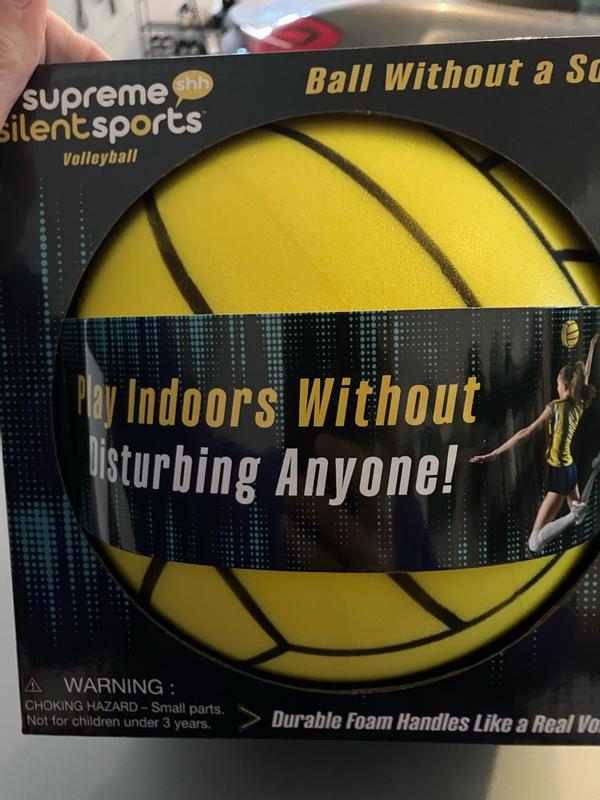 supreme shh
silentsports™
Volleyball
Ball Without a So
Play Indoors Without
Disturbing Anyone!
⚠ WARNING :
CHOKING HAZARD – Small parts.
Not for children under 3 years.
> Durable Foam Handles Like a Real Vo